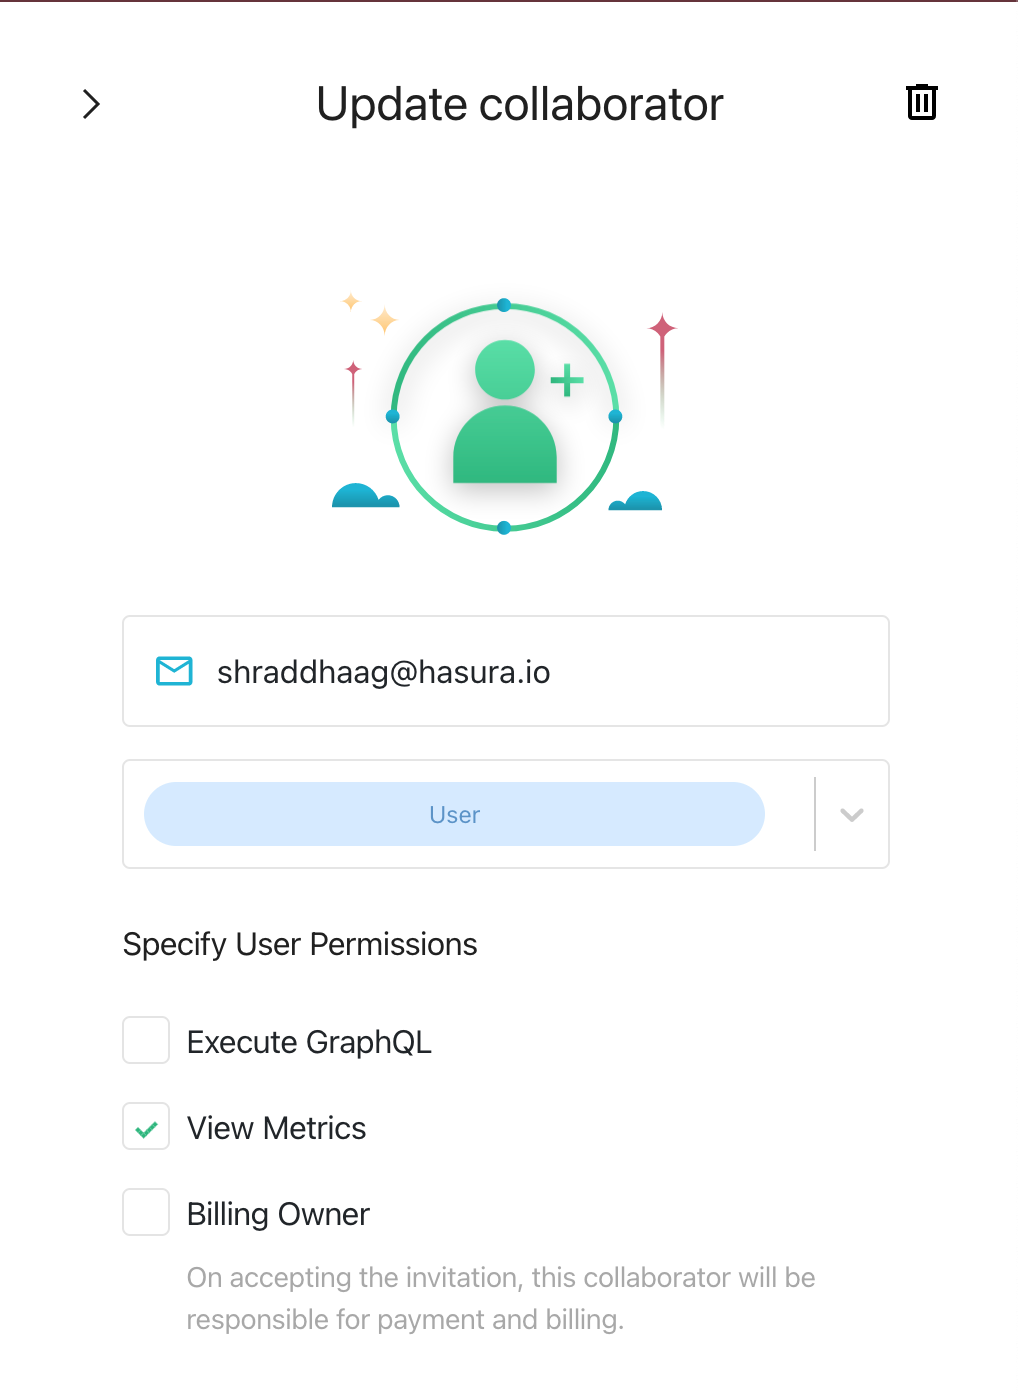 Update collaborator
shraddhaag@hasura.io
User
Specify User Permissions
Execute GraphQL
View Metrics
Billing Owner
On accepting the invitation, this collaborator will be
responsible for payment and billing.